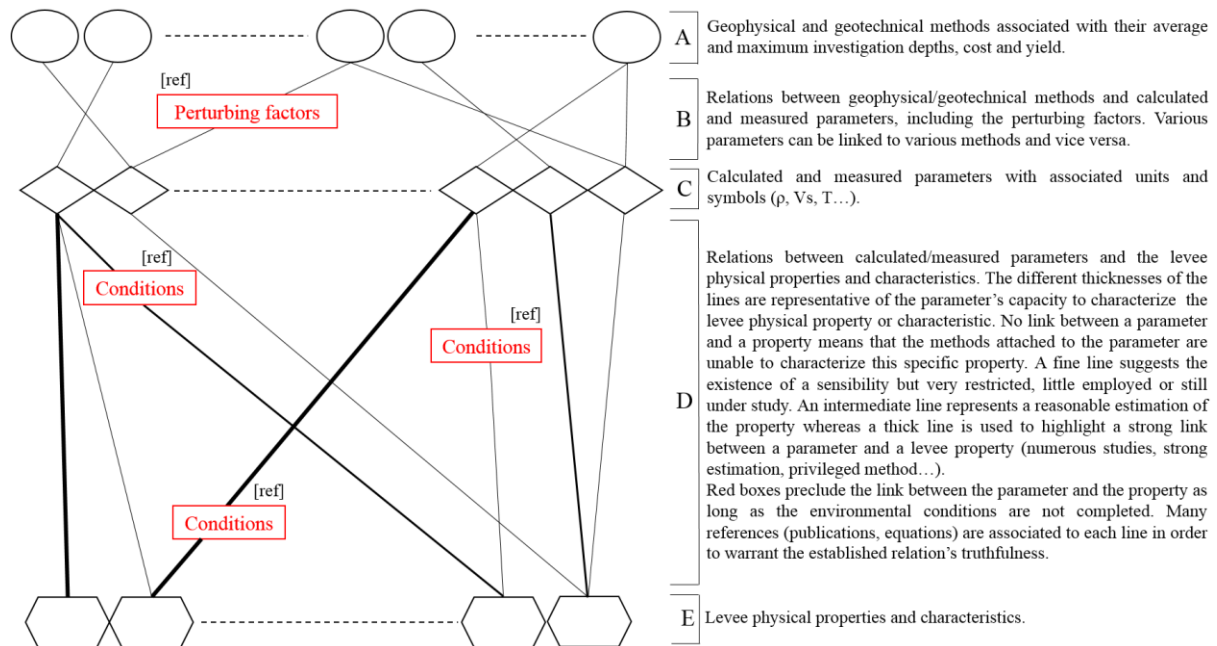 A
Geophysical and geotechnical methods associated with their average
and maximum investigation depths, cost and yield.
[ref]
Perturbing factors
B
Relations between geophysical/geotechnical methods and calculated
and measured parameters, including the perturbing factors. Various
parameters can be linked to various methods and vice versa.
C
Calculated and measured parameters with associated units and
symbols (ρ, Vs, T…).
[ref]
Conditions
[ref]
Conditions
[ref]
Conditions
D
Relations between calculated/measured parameters and the levee
physical properties and characteristics. The different thicknesses of the
lines are representative of the parameter’s capacity to characterize the
levee physical property or characteristic. No link between a parameter
and a property means that the methods attached to the parameter are
unable to characterize this specific property. A fine line suggests the
existence of a sensibility but very restricted, little employed or still
under study. An intermediate line represents a reasonable estimation of
the property whereas a thick line is used to highlight a strong link
between a parameter and a levee property (numerous studies, strong
estimation, privileged method…).
Red boxes preclude the link between the parameter and the property as
long as the environmental conditions are not completed. Many
references (publications, equations) are associated to each line in order
to warrant the established relation’s truthfulness.
E
Levee physical properties and characteristics.